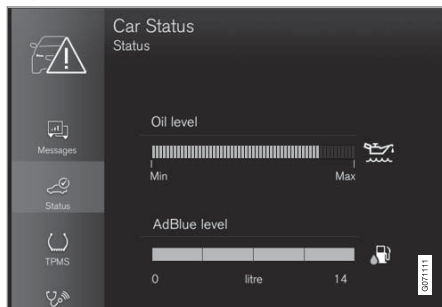 Car Status
Status
Messages
Status
TPMS
Oil level
Min Max
AdBlue level
0 litre 14
G071111